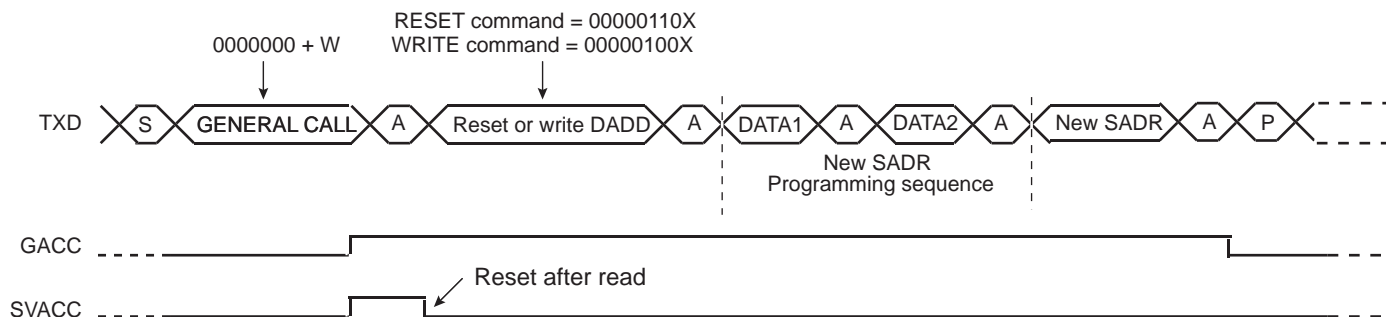 RESET command = 00000110X
0000000 + W
WRITE command = 00000100X
TXD S GENERAL CALL A Reset or write DADD A DATA1 A DATA2 A New SADR A P
New SADR
Programming sequence
GACC
Reset after read
SVACC